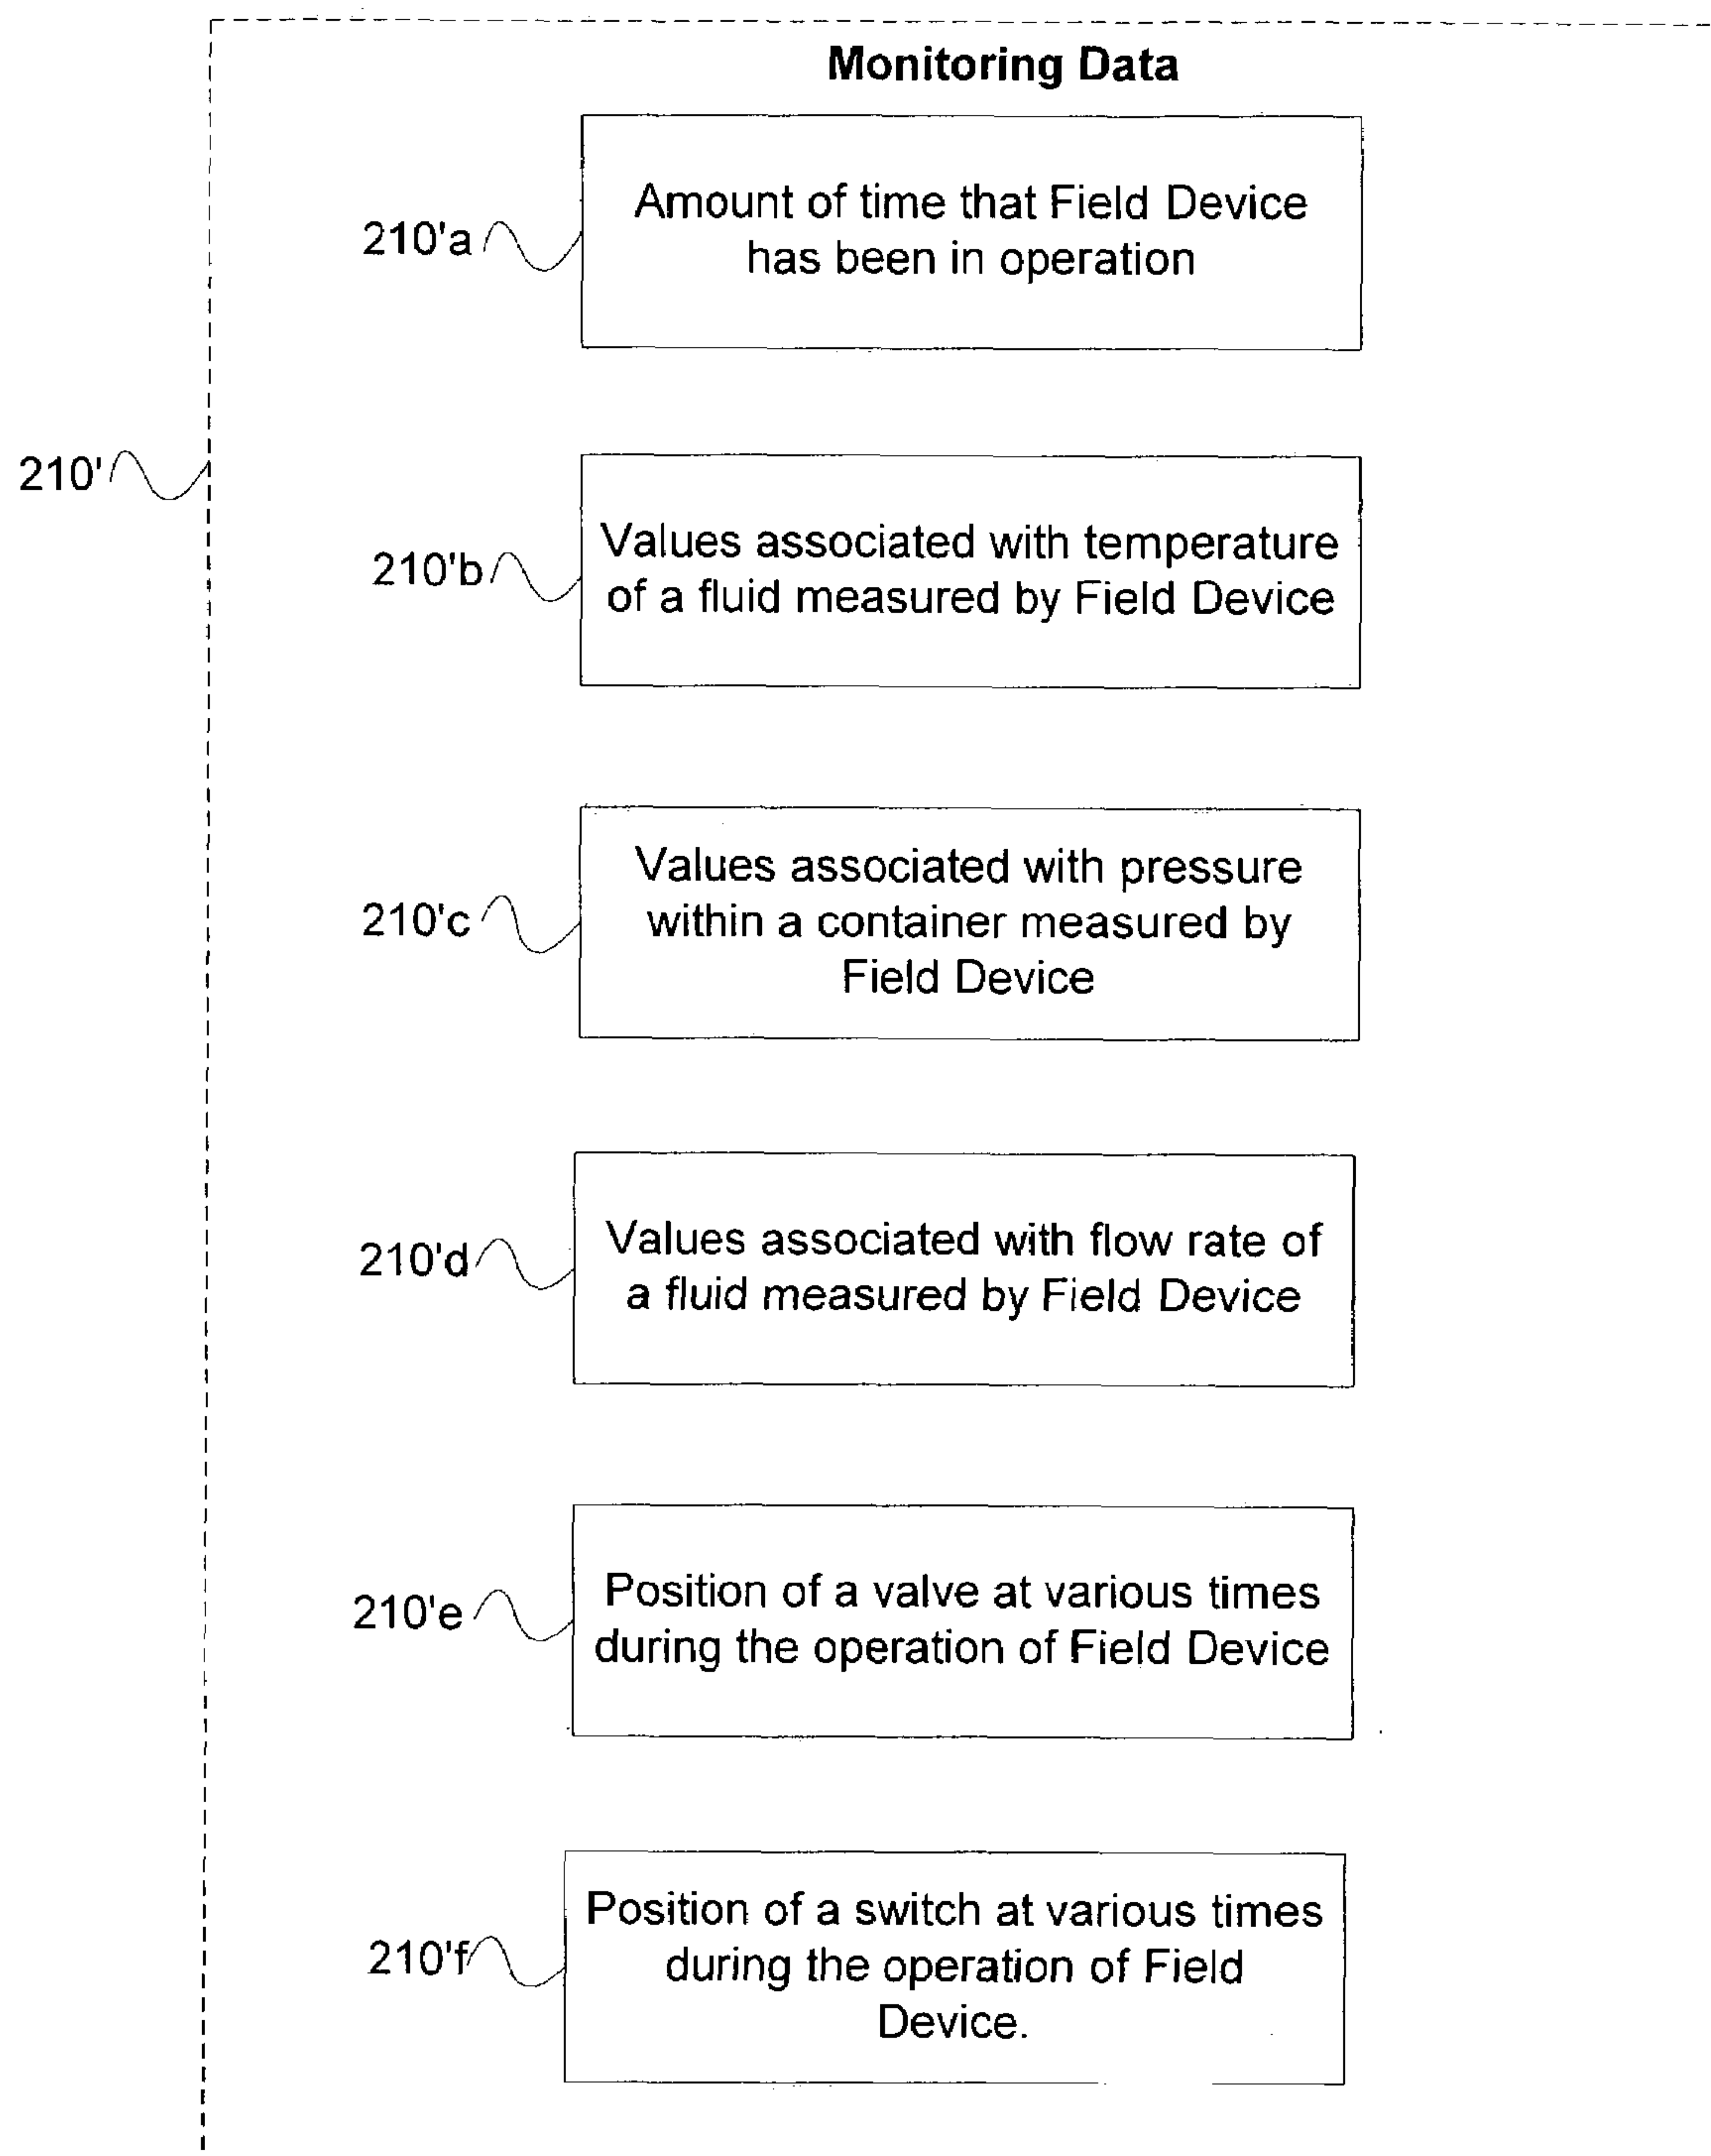 Monitoring Data
210'a
Amount of time that Field Device
has been in operation
210'
210'b
Values associated with temperature
of a fluid measured by Field Device
210'c
Values associated with pressure
within a container measured by
Field Device
210'd
Values associated with flow rate of
a fluid measured by Field Device
210'e
Position of a valve at various times
during the operation of Field Device
210'f
Position of a switch at various times
during the operation of Field
Device.